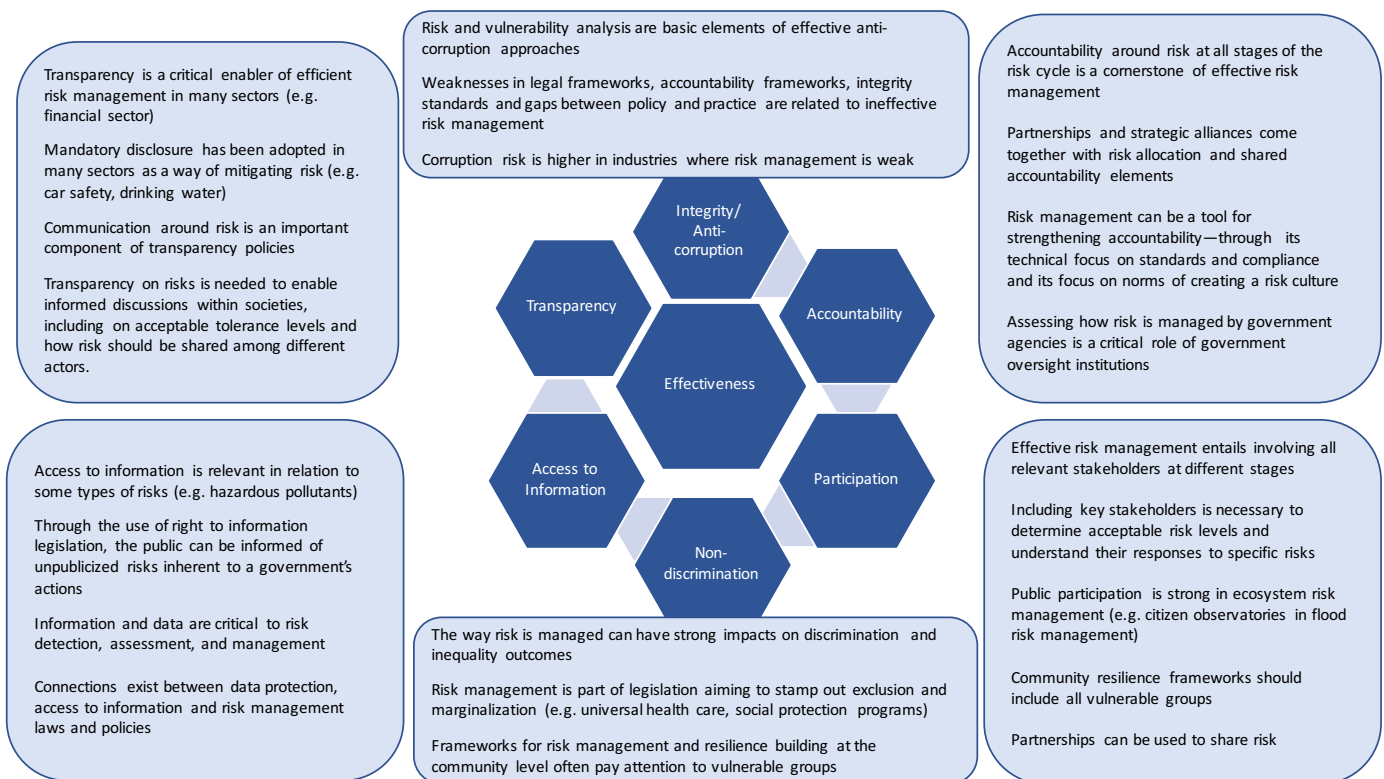 Risk and vulnerability analysis are basic elements of effective anti-
corruption approaches
Weaknesses in legal frameworks, accountability frameworks, integrity
standards and gaps between policy and practice are related to ineffective
risk management
Corruption risk is higher in industries where risk management is weak
Transparency is a critical enabler of efficient
risk management in many sectors (e.g.
financial sector)
Mandatory disclosure has been adopted in
many sectors as a way of mitigating risk (e.g.
car safety, drinking water)
Communication around risk is an important
component of transparency policies
Transparency on risks is needed to enable
informed discussions within societies,
including on acceptable tolerance levels and
how risk should be shared among different
actors.
Accountability around risk at all stages of the
risk cycle is a cornerstone of effective risk
management
Partnerships and strategic alliances come
together with risk allocation and shared
accountability elements
Risk management can be a tool for
strengthening accountability—through its
technical focus on standards and compliance
and its focus on norms of creating a risk culture
Assessing how risk is managed by government
agencies is a critical role of government
oversight institutions
Integrity/
Anti-
corruption
Transparency
Accountability
Effectiveness
Access to
Information
Participation
Non-
discrimination
Access to information is relevant in relation to
some types of risks (e.g. hazardous pollutants)
Through the use of right to information
legislation, the public can be informed of
unpublicized risks inherent to a government's
actions
Information and data are critical to risk
detection, assessment, and management
Connections exist between data protection,
access to information and risk management
laws and policies
The way risk is managed can have strong impacts on discrimination and
inequality outcomes
Risk management is part of legislation aiming to stamp out exclusion and
marginalization (e.g. universal health care, social protection programs)
Frameworks for risk management and resilience building at the
community level often pay attention to vulnerable groups
Effective risk management entails involving all
relevant stakeholders at different stages
Including key stakeholders is necessary to
determine acceptable risk levels and
understand their responses to specific risks
Public participation is strong in ecosystem risk
management (e.g. citizen observatories in flood
risk management)
Community resilience frameworks should
include all vulnerable groups
Partnerships can be used to share risk